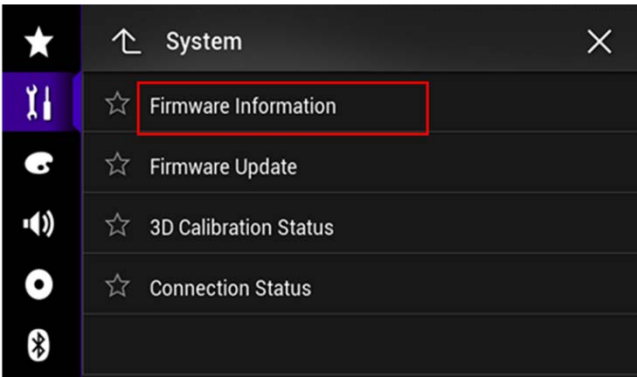 System
Firmware Information
Firmware Update
3D Calibration Status
Connection Status